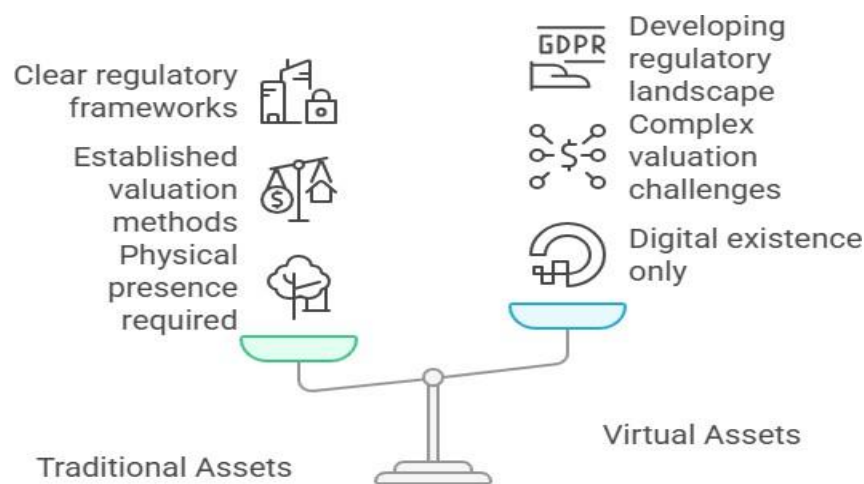 Clear regulatory
frameworks
Established
valuation
methods
Physical
presence
required
GDPR
Developing
regulatory
landscape
$
Complex
valuation
challenges
$
Digital existence
only
Traditional Assets
Virtual Assets